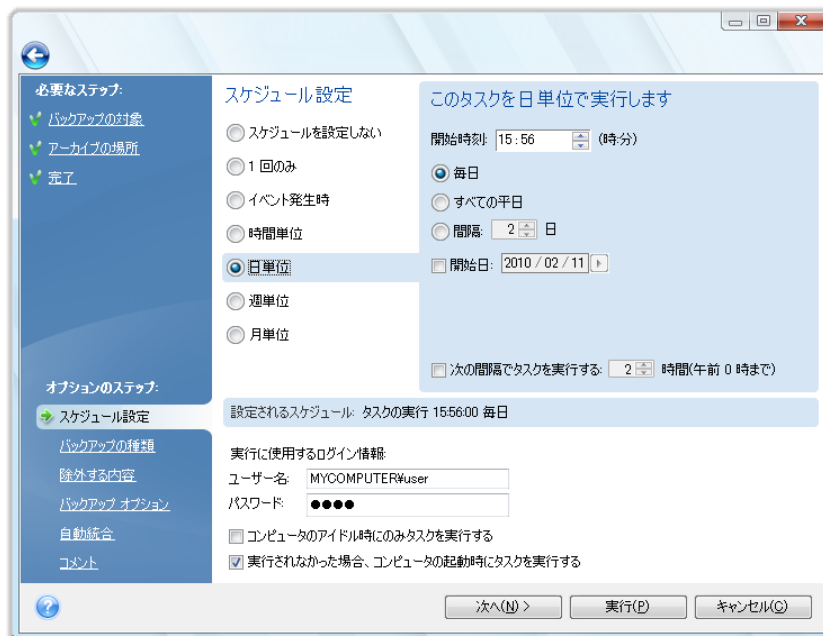 必要なステップ:
バックアップの対象
アーカイブの場所
完了
オプションのステップ:
スケジュール設定
バックアップの種類
除外する内容
バックアップ オプション
自動統合
コメント
スケジュール設定
スケジュールを設定しない
1 回のみ
イベント発生時
時間単位
日単位
週単位
月単位
このタスクを日単位で実行します
開始時刻: 15:56 (時:分)
毎日
すべての平日
間隔: 2 日
開始日: 2010/02/11
次の間隔でタスクを実行する: 2 時間(午前 0 時まで)
設定されるスケジュール: タスクの実行 15:56:00 毎日
実行に使用するログイン情報:
ユーザー名: MYCOMPUTER¥user
パスワード: ●●●●
コンピュータのアイドル時にのみタスクを実行する
実行されなかった場合、コンピュータの起動時にタスクを実行する
次へ(N) > 実行(P) キャンセル(C)